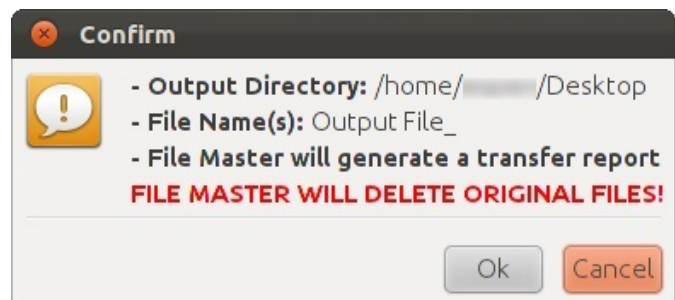 Confirm
- Output Directory: /home/ /Desktop
- File Name(s): Output File_
- File Master will generate a transfer report
FILE MASTER WILL DELETE ORIGINAL FILES!
Ok Cancel